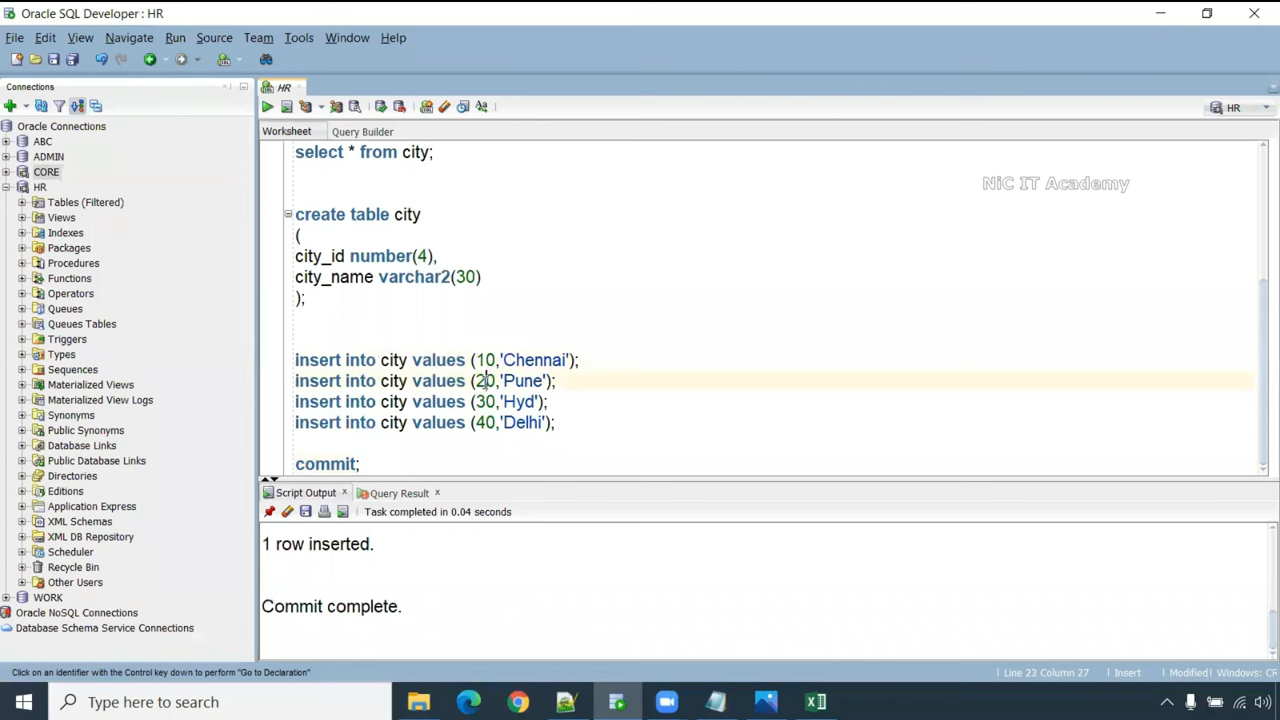 Oracle SQL Developer : HR
File Edit View Navigate Run Source Team Tools Window Help
Connections
HR
HR
Worksheet Query Builder
Oracle Connections
ABC
ADMIN
CORE
HR
Tables (Filtered)
Views
Indexes
Packages
Procedures
Functions
Operators
Queues
Queues Tables
Triggers
Types
Materialized Views
Materialized View Logs
Synonyms
Public Synonyms
Database Links
Public Database Links
Directories
Editions
Application Express
XML Schemas
XML DB Repository
Scheduler
Recycle Bin
Other Users
WORK
Oracle NoSQL Connections
Database Schema Service Connections
select * from city;
NiC IT Academy
create table city
(
city_id number(4),
city_name varchar2(30)
);
insert into city values (10,'Chennai');
insert into city values (20,'Pune');
insert into city values (30,'Hyd');
insert into city values (40,'Delhi');
commit;
Script Output Query Result
Task completed in 0.04 seconds
1 row inserted.
Commit complete.
Click on an identifier with the Control key down to perform "Go to Declaration"
Line 23 Column 27 Insert Modified Windows: CF
Type here to search